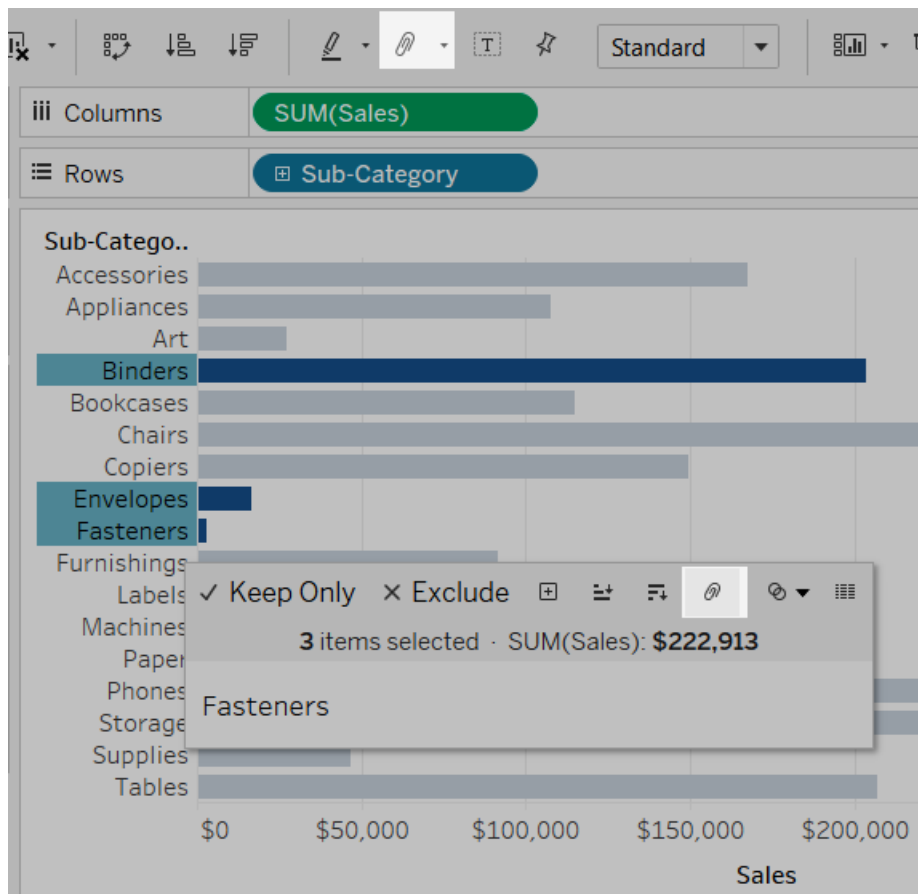 T
Standard
Columns
SUM(Sales)
Rows
Sub-Category
Sub-Catego..
Accessories
Appliances
Art
Binders
Bookcases
Chairs
Copiers
Envelopes
Fasteners
Furnishings
Labels
Machines
Paper
Phones
Storage
Supplies
Tables
Keep Only
Exclude
3 items selected · SUM(Sales): $222,913
Fasteners
$0 $50,000 $100,000 $150,000 $200,000
Sales